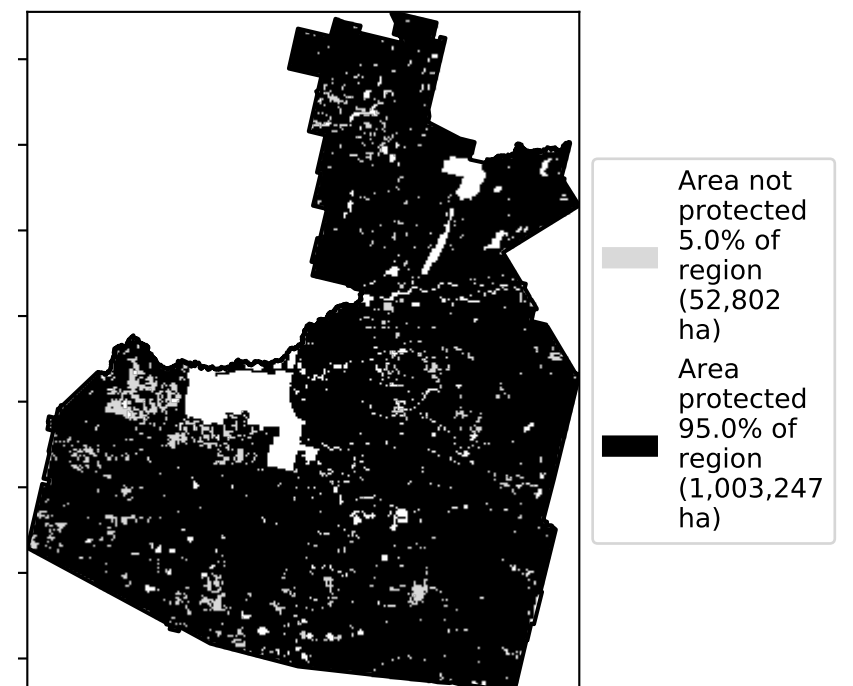 Area not
protected
5.0% of
region
(52,802
ha)
Area
protected
95.0% of
region
(1,003,247
ha)